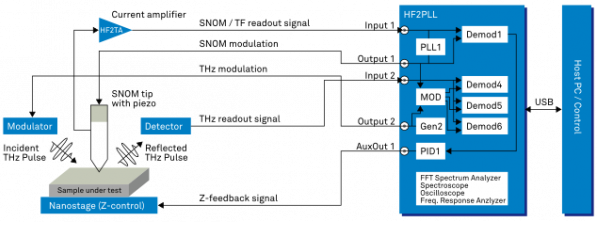 Current amplifier
HF2TA
SNOM / TF readout signal
Input 1
HF2PLL
PLL1
Demod1
SNOM modulation
Output 1
THz modulation
Input 2
SNOM tip
with piezo
MOD
Demod4
Demod5
Demod6
USB
Host PC / Control
Modulator
Detector
THz readout signal
Output 2
Gen2
Incident
THz Pulse
Reflected
THz Pulse
AuxOut 1
PID1
Sample under test
Nanostage (Z-control)
Z-feedback signal
FFT Spectrum Analyzer
Spectroscope
Oscilloscope
Freq. Response Anzlyzer